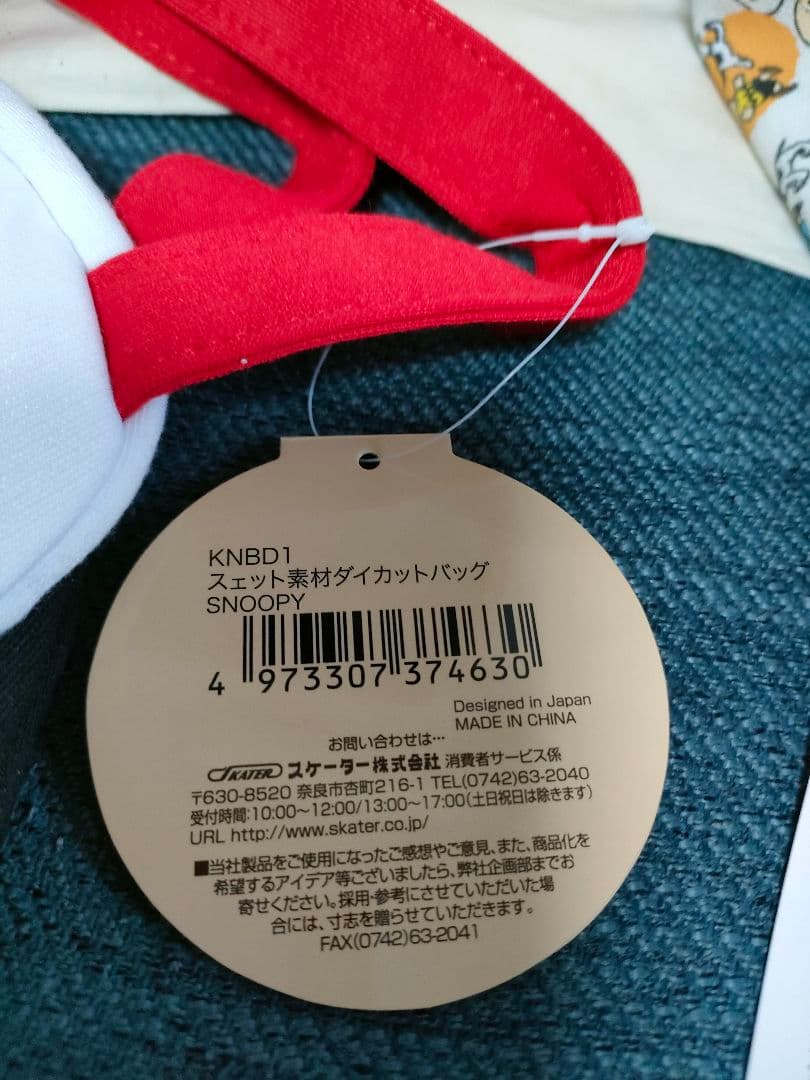 KNBD1
スェット素材ダイカットバッグ
SNOOPY
4 973307 374630
Designed in Japan
MADE IN CHINA
お問い合わせは…
SKATER スケーター株式会社 消費者サービス係
〒630-8520 奈良市杏町216-1 TEL(0742)63-2040
受付時間:10:00~12:00/13:00~17:00(土日祝日は除きます)
URL http://www.skater.co.jp/
■当社製品をご使用になったご感想やご意見、また、商品化を
希望するアイデア等ございましたら、弊社企画部までお
寄せください。採用・参考にさせていただいた場
合には、寸志を贈らせていただきます。
FAX(0742)63-2041